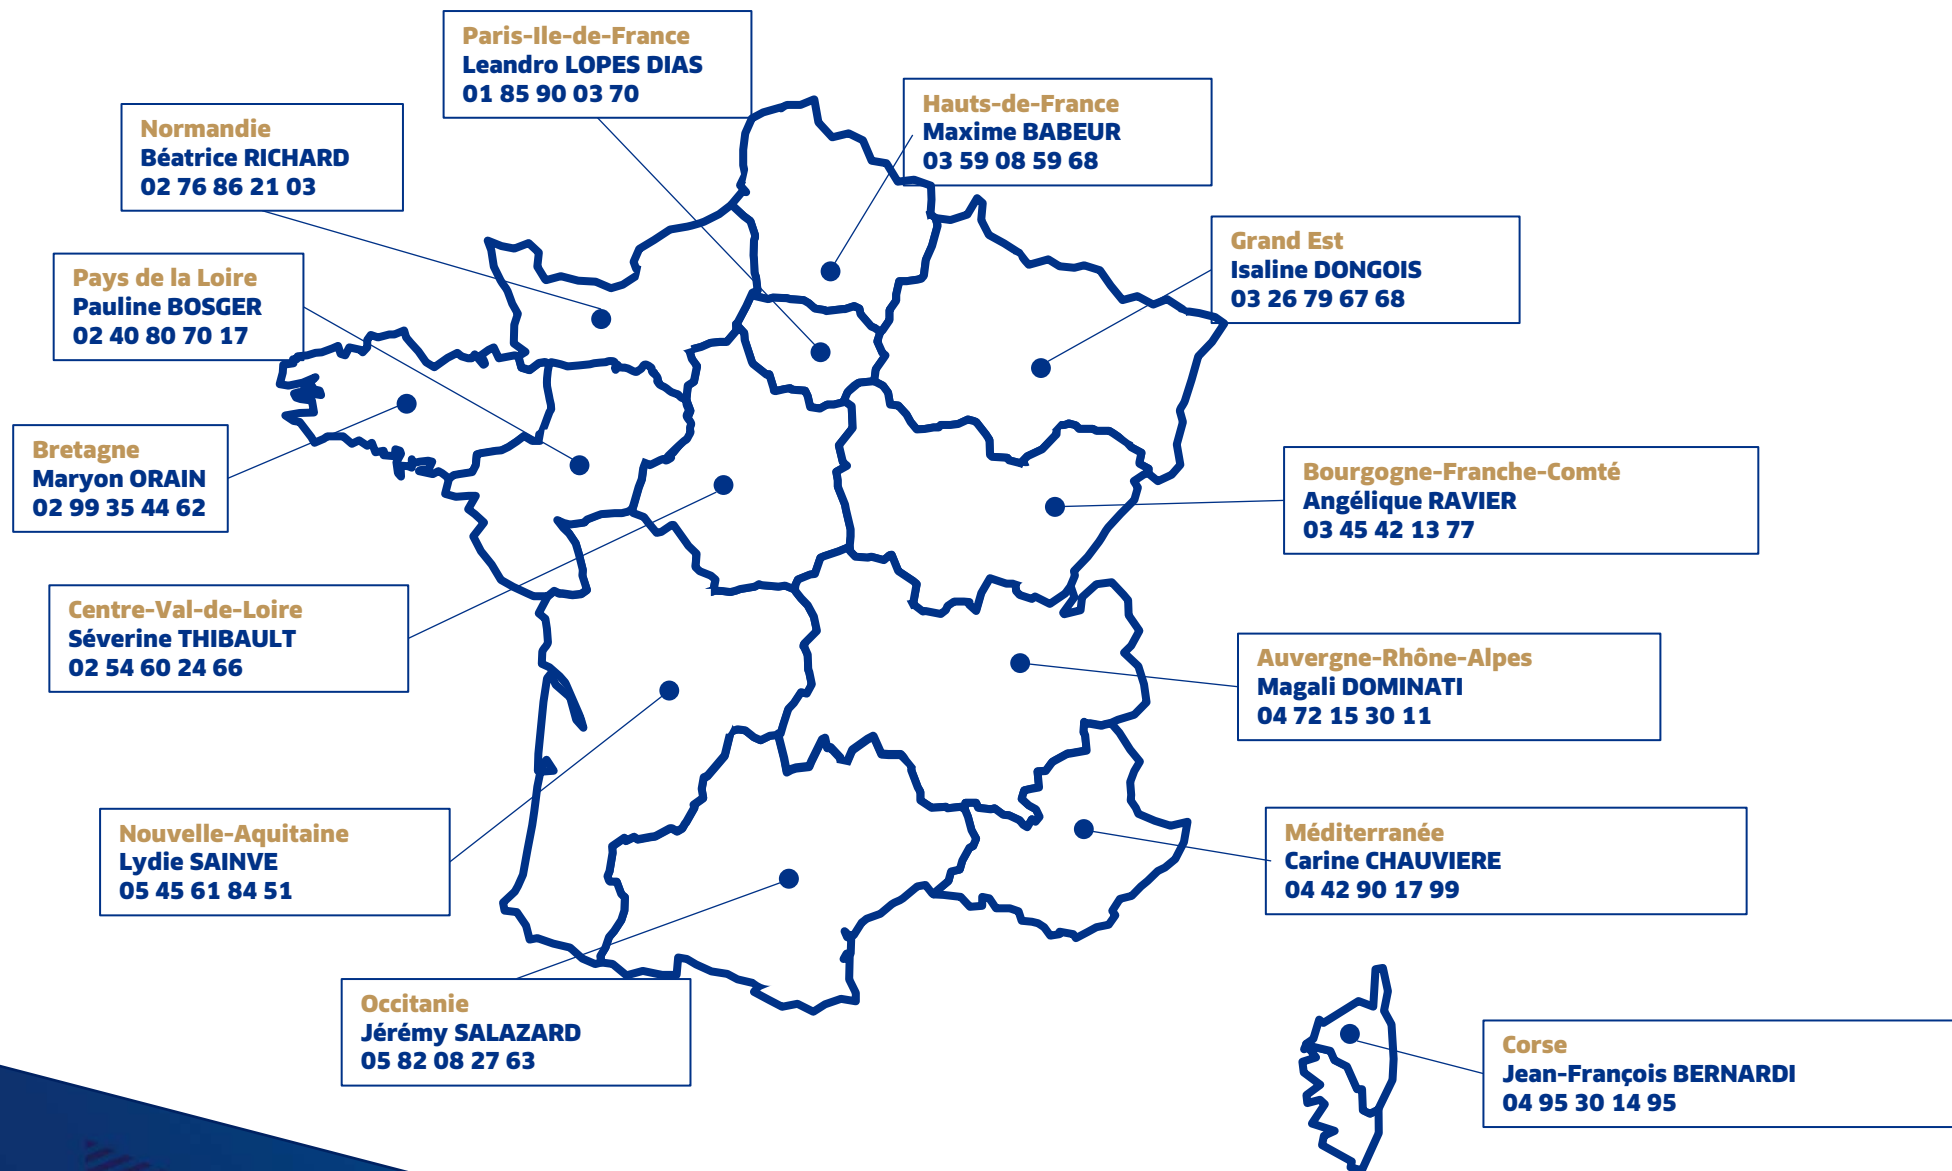 Paris-Ile-de-France
Leandro LOPES DIAS
01 85 90 03 70
Hauts-de-France
Maxime BABEUR
03 59 08 59 68
Normandie
Béatrice RICHARD
02 76 86 21 03
Grand Est
Isaline DONGOIS
03 26 79 67 68
Pays de la Loire
Pauline BOSGER
02 40 80 70 17
Bretagne
Maryon ORAIN
02 99 35 44 62
Bourgogne-Franche-Comté
Angélique RAVIER
03 45 42 13 77
Centre-Val-de-Loire
Séverine THIBAULT
02 54 60 24 66
Auvergne-Rhône-Alpes
Magali DOMINATI
04 72 15 30 11
Nouvelle-Aquitaine
Lydie SAINVE
05 45 61 84 51
Méditerranée
Carine CHAUVIERE
04 42 90 17 99
Occitanie
Jérémy SALAZARD
05 82 08 27 63
Corse
Jean-François BERNARDI
04 95 30 14 95